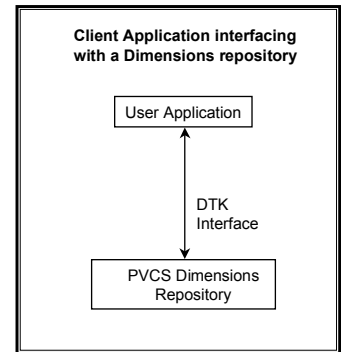 Client Application interfacing
with a Dimensions repository
User Application
DTK
Interface
PVCS Dimensions
Repository